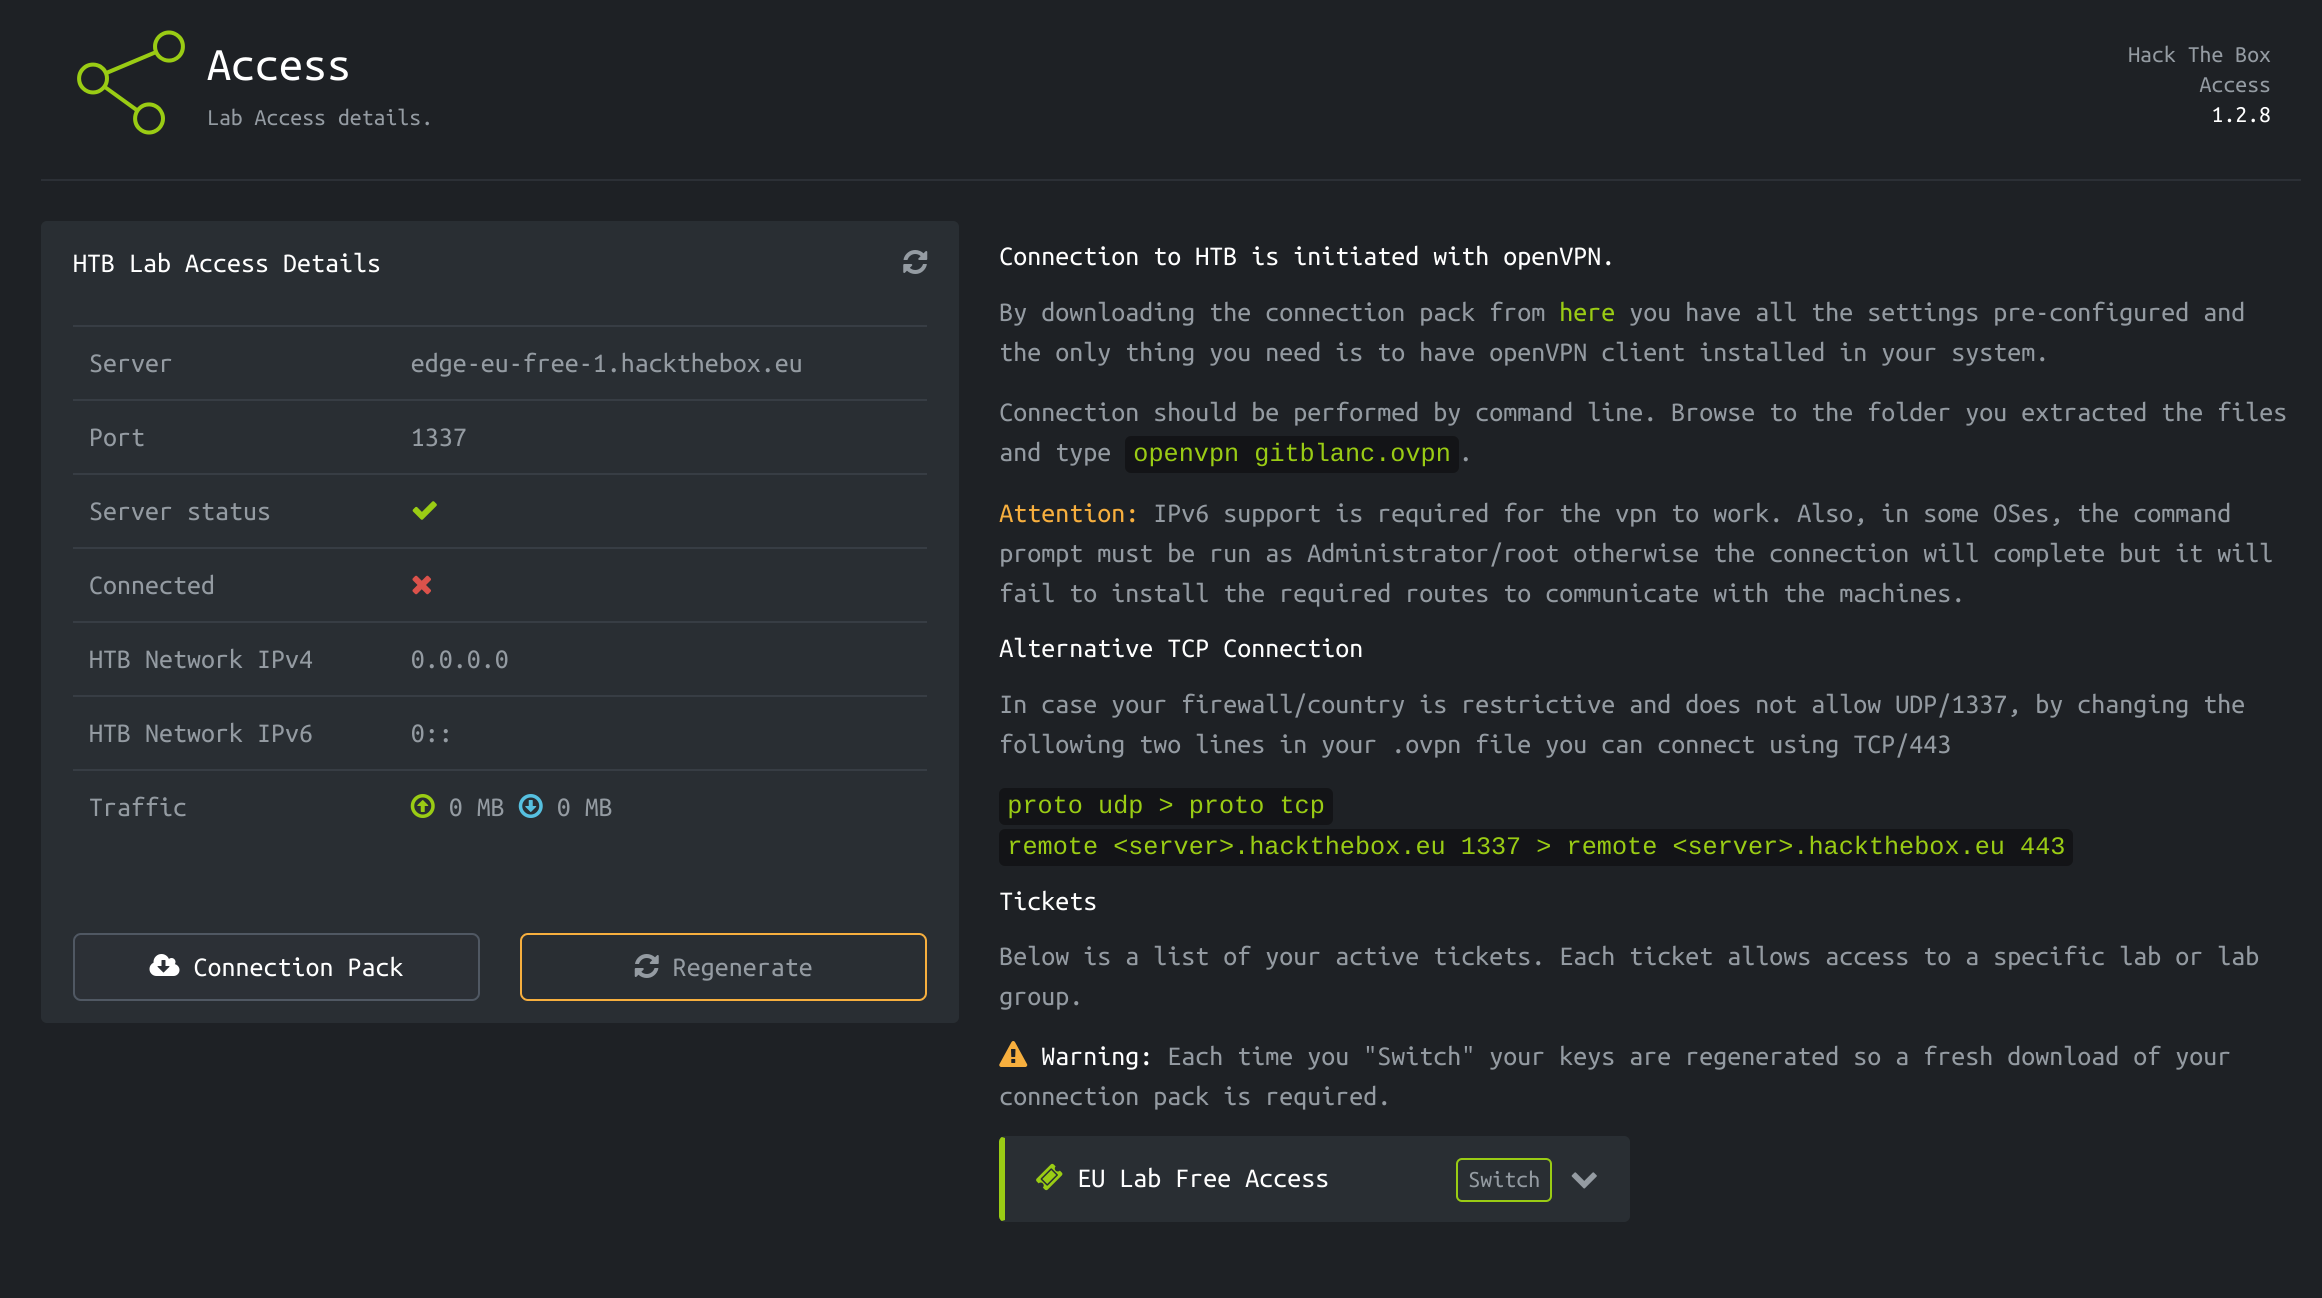 Access
Lab Access details.
Hack The Box
Access
1.2.8
HTB Lab Access Details
Server edge-eu-free-1.hackthebox.eu
Port 1337
Server status
Connected
HTB Network IPv4 0.0.0.0
HTB Network IPv6 0::
Traffic 0 MB 0 MB
Connection Pack
Regenerate
Connection to HTB is initiated with openVPN.
By downloading the connection pack from here you have all the settings pre-configured and
the only thing you need is to have openVPN client installed in your system.
Connection should be performed by command line. Browse to the folder you extracted the files
and type openvpn gitblanc.ovpn.
Attention: IPv6 support is required for the vpn to work. Also, in some OSes, the command
prompt must be run as Administrator/root otherwise the connection will complete but it will
fail to install the required routes to communicate with the machines.
Alternative TCP Connection
In case your firewall/country is restrictive and does not allow UDP/1337, by changing the
following two lines in your .ovpn file you can connect using TCP/443
proto udp > proto tcp
remote <server>.hackthebox.eu 1337 > remote <server>.hackthebox.eu 443
Tickets
Below is a list of your active tickets. Each ticket allows access to a specific lab or lab
group.
Warning: Each time you "Switch" your keys are regenerated so a fresh download of your
connection pack is required.
EU Lab Free Access
Switch